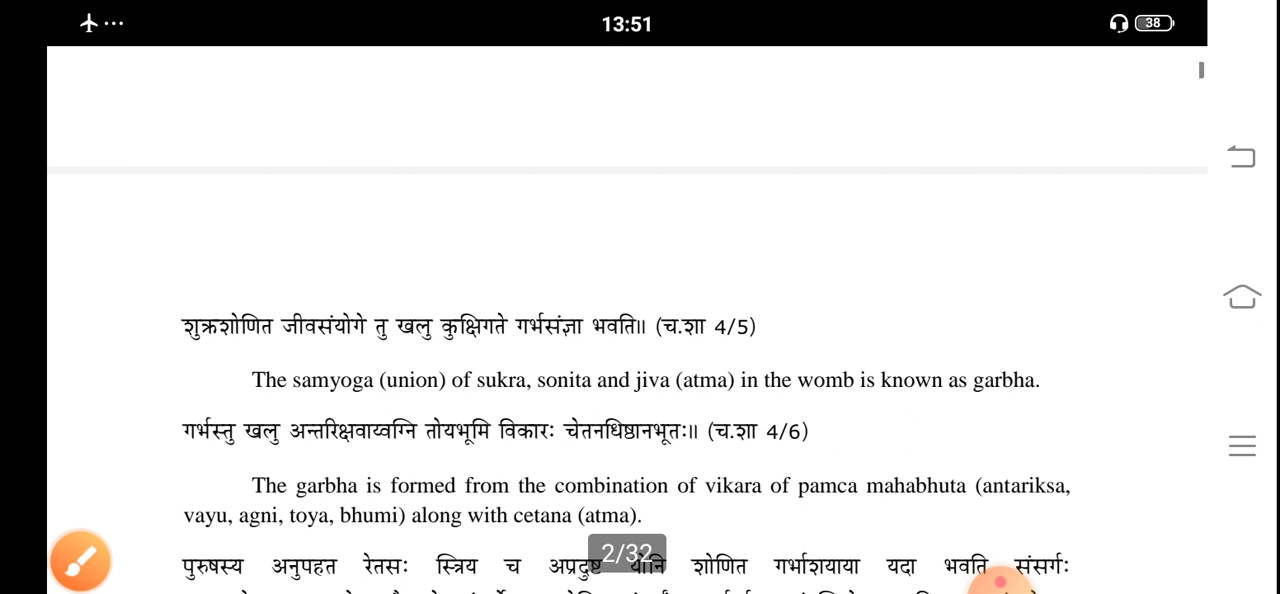 13:51
38
शुक्रशोणित जीवसंयोगे तु खलु कुक्षिगते गर्भसंज्ञा भवति॥ (च.शा 4/5)
The samyoga (union) of sukra, sonita and jiva (atma) in the womb is known as garbha.
गर्भस्तु खलु अन्तरिक्षवाय्वग्नि तोयभूमि विकारः चेतनधिष्ठानभूतः॥ (च.शा 4/6)
The garbha is formed from the combination of vikara of pamca mahabhuta (antariksa,
vayu, agni, toya, bhumi) along with cetana (atma).
2/32
पुरुषस्य अनुपहत रेतसः स्त्रिय च अप्रदुष्ट योनि शोणित गर्भाशयाया यदा भवति संसर्गः